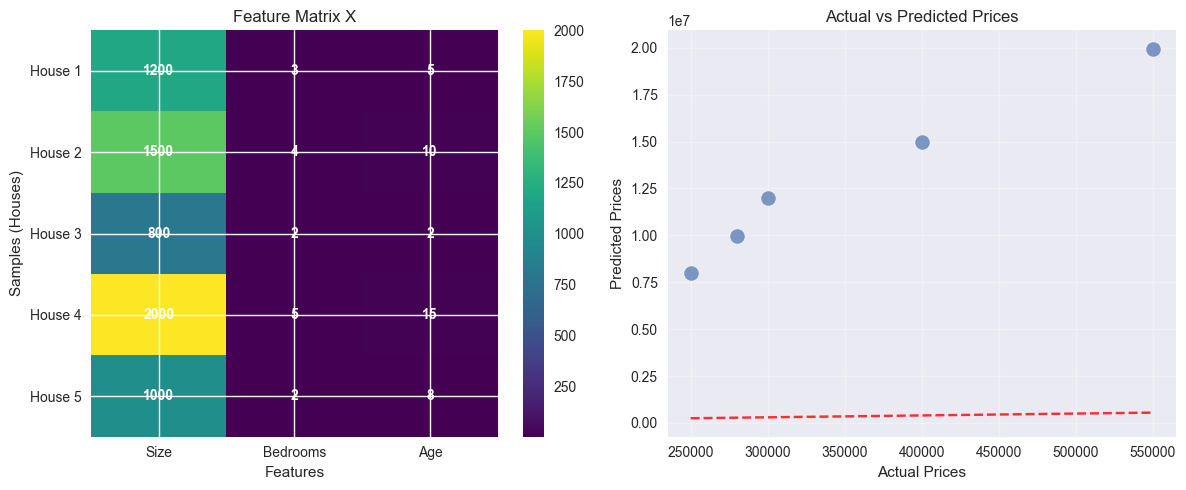 Feature Matrix X
House 1
House 2
House 3
House 4
House 5
Samples (Houses)
1200 3 5
1500 4 10
800 2 2
2000 5 15
1000 2 8
Size Bedrooms Age
Features
2000
1750
1500
1250
1000
750
500
250
Actual vs Predicted Prices
1e7
2.00
1.75
1.50
1.25
1.00
0.75
0.50
0.25
0.00
Predicted Prices
250000 300000 350000 400000 450000 500000 550000
Actual Prices